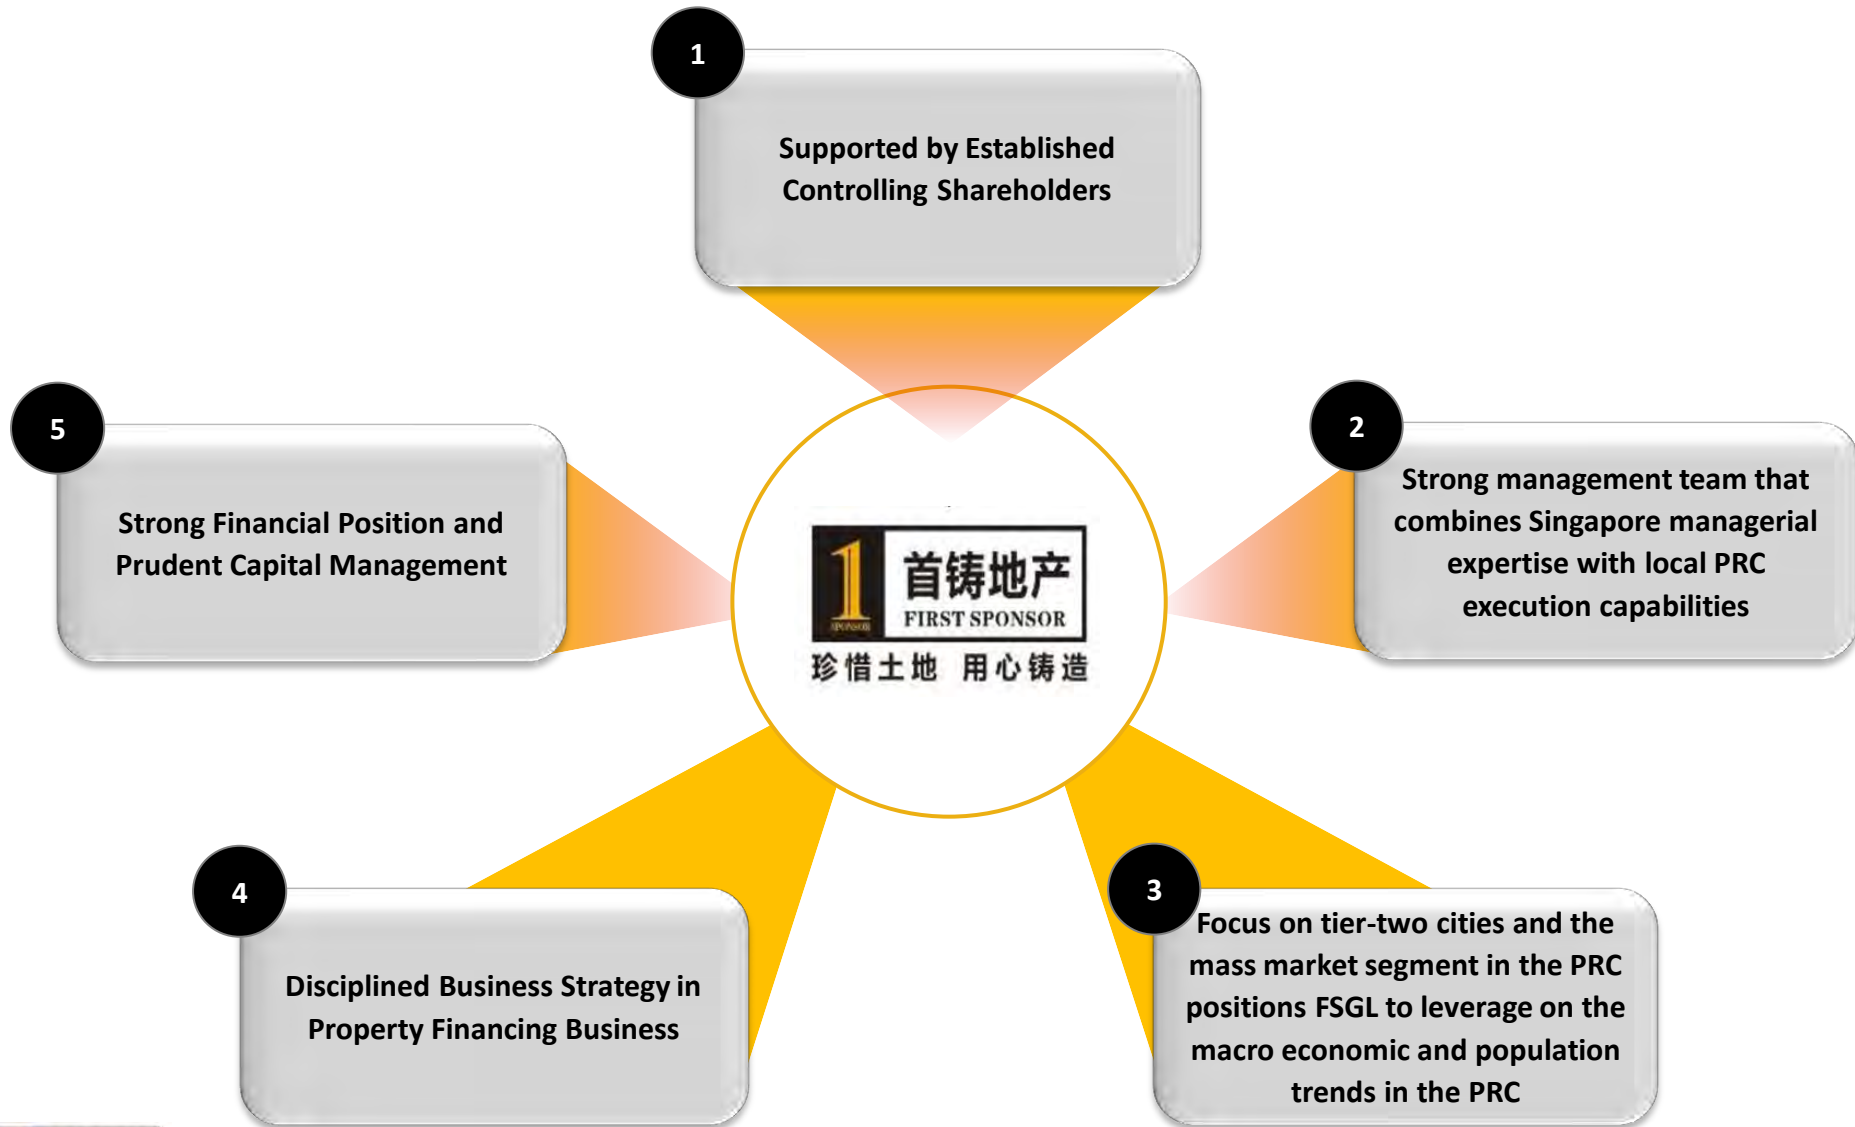 1
Supported by Established
Controlling Shareholders
2
Strong management team that
combines Singapore managerial
expertise with local PRC
execution capabilities
3
Focus on tier-two cities and the
mass market segment in the PRC
positions FSGL to leverage on the
macro economic and population
trends in the PRC
4
Disciplined Business Strategy in
Property Financing Business
5
Strong Financial Position and
Prudent Capital Management
1
SPONSOR
首铸地产
FIRST SPONSOR
珍惜土地 用心铸造